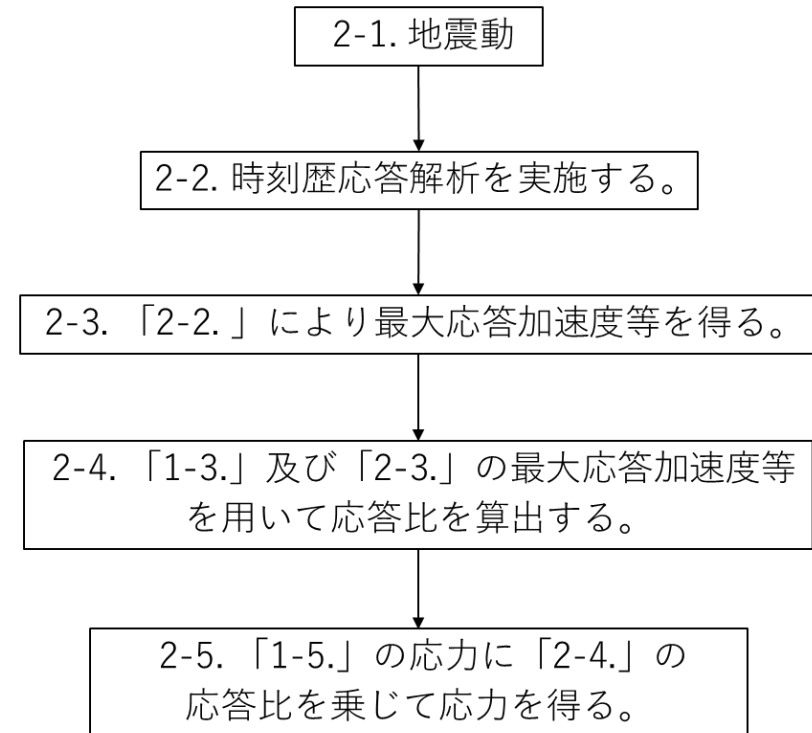 2-1. 地震動
2-2. 時刻歴応答解析を実施する。
2-3. 「2-2. 」により最大応答加速度等を得る。
2-4. 「1-3.」及び「2-3.」の最大応答加速度等
を用いて応答比を算出する。
2-5. 「1-5.」の応力に「2-4.」の
応答比を乗じて応力を得る。